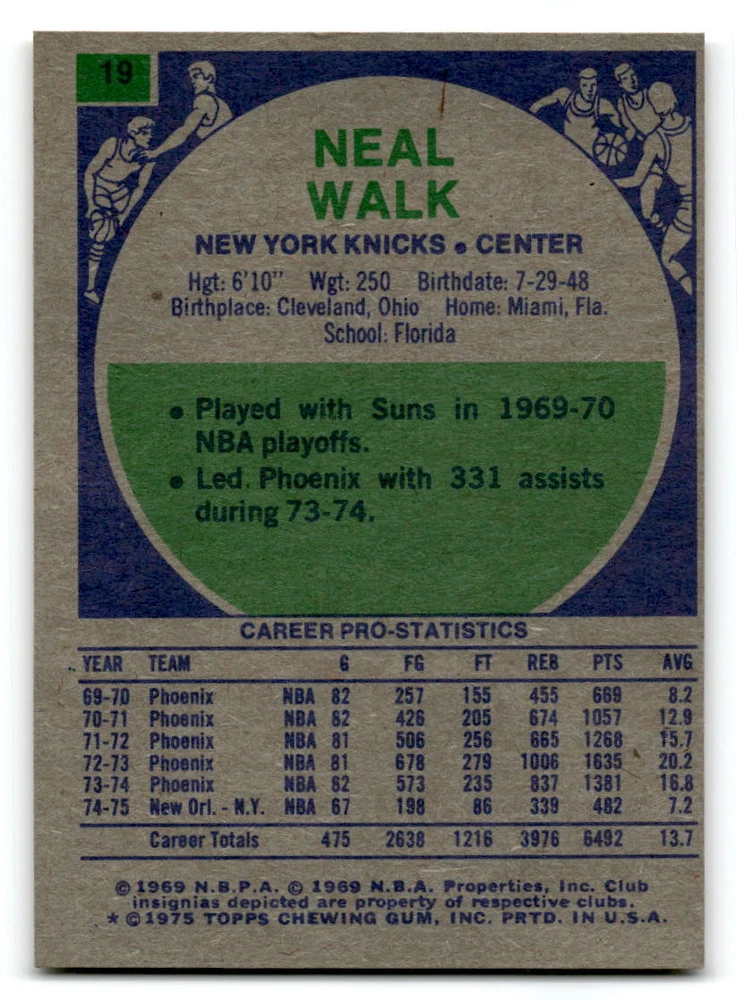 19
NEAL
WALK
NEW YORK KNICKS • CENTER
Hgt: 6'10" Wgt: 250 Birthdate: 7-29-48
Birthplace: Cleveland, Ohio Home: Miami, Fla.
School: Florida
• Played with Suns in 1969-70
NBA playoffs.
• Led Phoenix with 331 assists
during 73-74.
CAREER PRO-STATISTICS
YEAR TEAM G FG FT REB PTS AVG
69-70 Phoenix NBA 82 257 155 455 669 8.2
70-71 Phoenix NBA 82 426 205 674 1057 12.9
71-72 Phoenix NBA 81 506 256 665 1268 15.7
72-73 Phoenix NBA 81 678 279 1006 1635 20.2
73-74 Phoenix NBA 82 573 235 837 1381 16.8
74-75 New Orl. - N.Y. NBA 67 198 86 339 482 7.2
Career Totals 475 2638 1216 3976 6492 13.7
© 1969 N.B.P.A. © 1969 N.B.A. Properties, Inc. Club
insignias depicted are property of respective clubs.
* © 1975 TOPPS CHEWING GUM, INC. PRTD. IN U.S.A.